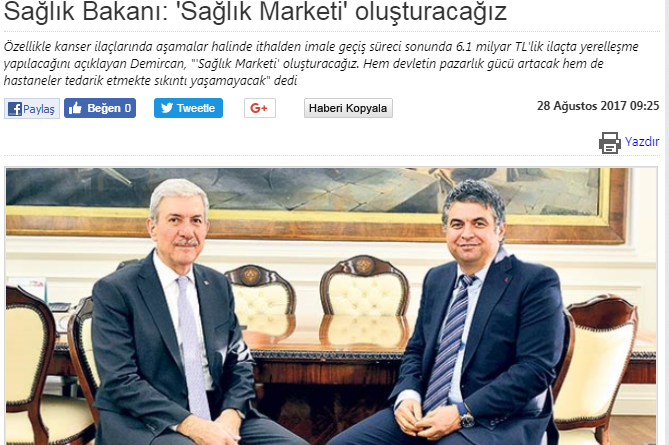 Sağlık Bakanı: 'Sağlık Marketi' oluşturacağız
Özellikle kanser ilaçlarında aşamalar halinde ithalden imale geçiş süreci sonunda 6.1 milyar TL'lik ilaçta yerelleşme
yapılacağını açıklayan Demircan, "'Sağlık Marketi' oluşturacağız. Hem devletin pazarlık gücü artacak hem de
hastaneler tedarik etmekte sıkıntı yaşamayacak" dedi
Paylaş Beğen 0 Tweetle G+ Haberi Kopyala 28 Ağustos 2017 09:25
Yazdır